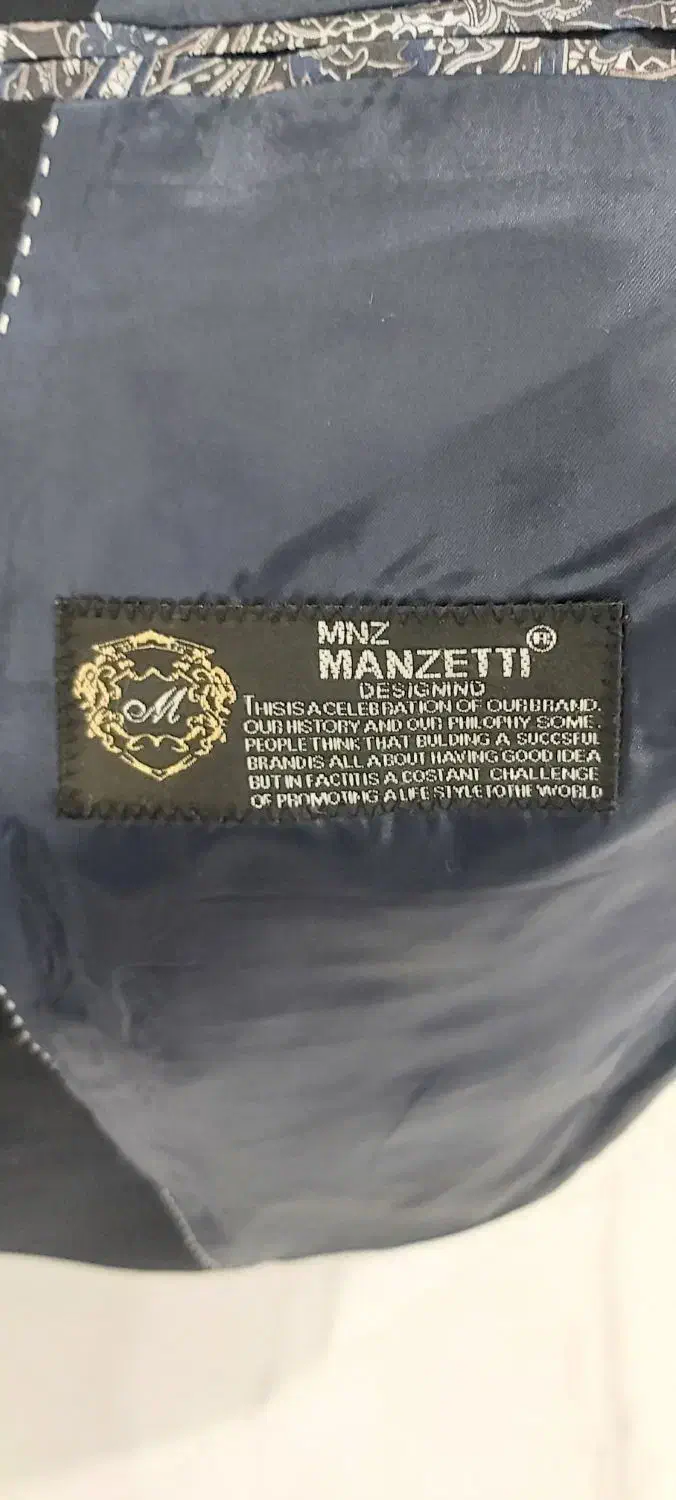 M
MNZ
MANZETTI ®
DESIGNIND
THIS IS A CELEBRATION OF OUR BRAND.
OUR HISTORY AND OUR PHILOPHY SOME.
PEOPLE THINK THAT BULDING A SUCCSFUL
BRAND IS ALL ABOUT HAVING GOOD IDEA
BUT IN FACT IT IS A COSTANT CHALLENGE
OF PROMOTING A LIFE STYLE TO THE WORLD